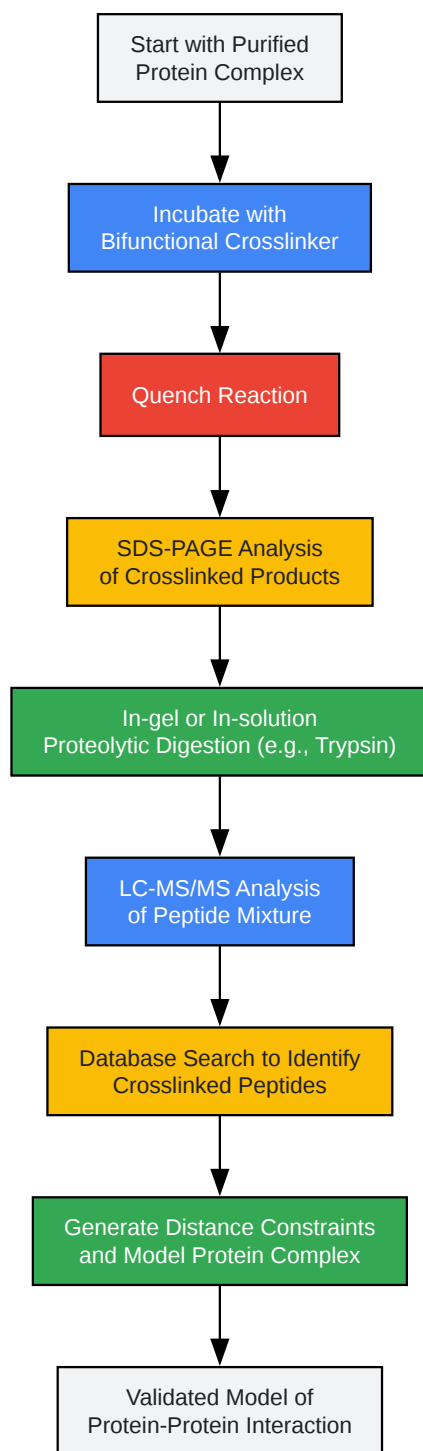 Start with Purified
Protein Complex
Incubate with
Bifunctional Crosslinker
Quench Reaction
SDS-PAGE Analysis
of Crosslinked Products
In-gel or In-solution
Proteolytic Digestion (e.g., Trypsin)
LC-MS/MS Analysis
of Peptide Mixture
Database Search to Identify
Crosslinked Peptides
Generate Distance Constraints
and Model Protein Complex
Validated Model of
Protein-Protein Interaction